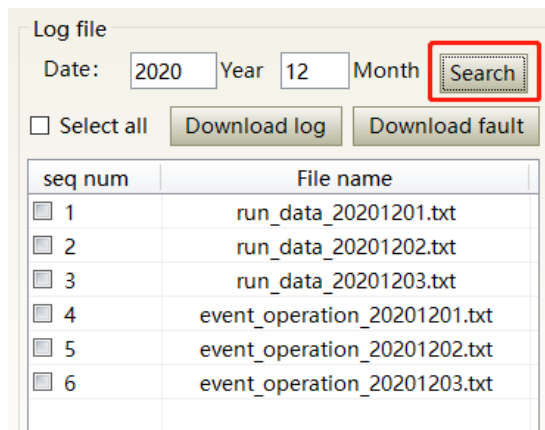 Log file
Date: 2020 Year 12 Month Search
Select all Download log Download fault
seq num File name
1 run_data_20201201.txt
2 run_data_20201202.txt
3 run_data_20201203.txt
4 event_operation_20201201.txt
5 event_operation_20201202.txt
6 event_operation_20201203.txt